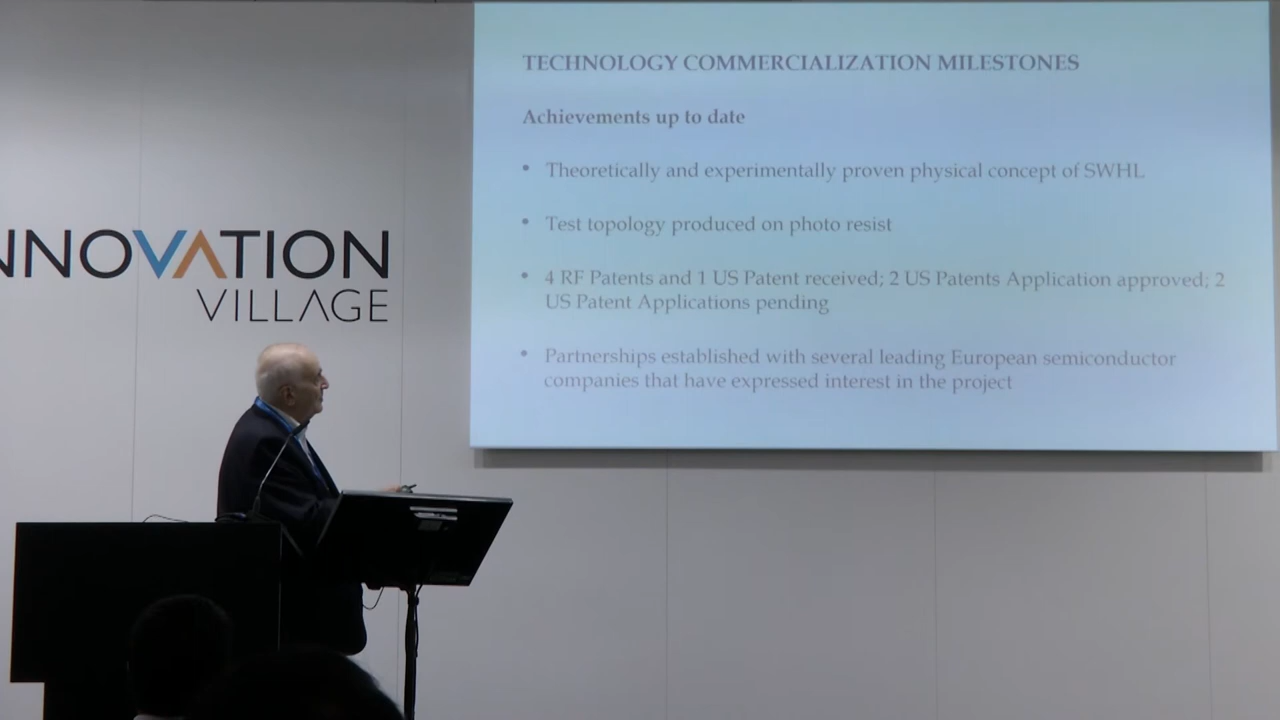 TECHNOLOGY COMMERCIALIZATION MILESTONES
Achievements up to date
• Theoretically and experimentally proven physical concept of SWHL
• Test topology produced on photo resist
• 4 RF Patents and 1 US Patent received; 2 US Patents Application approved; 2
US Patent Applications pending
• Partnerships established with several leading European semiconductor
companies that have expressed interest in the project
NNOVATION
VILLAGE